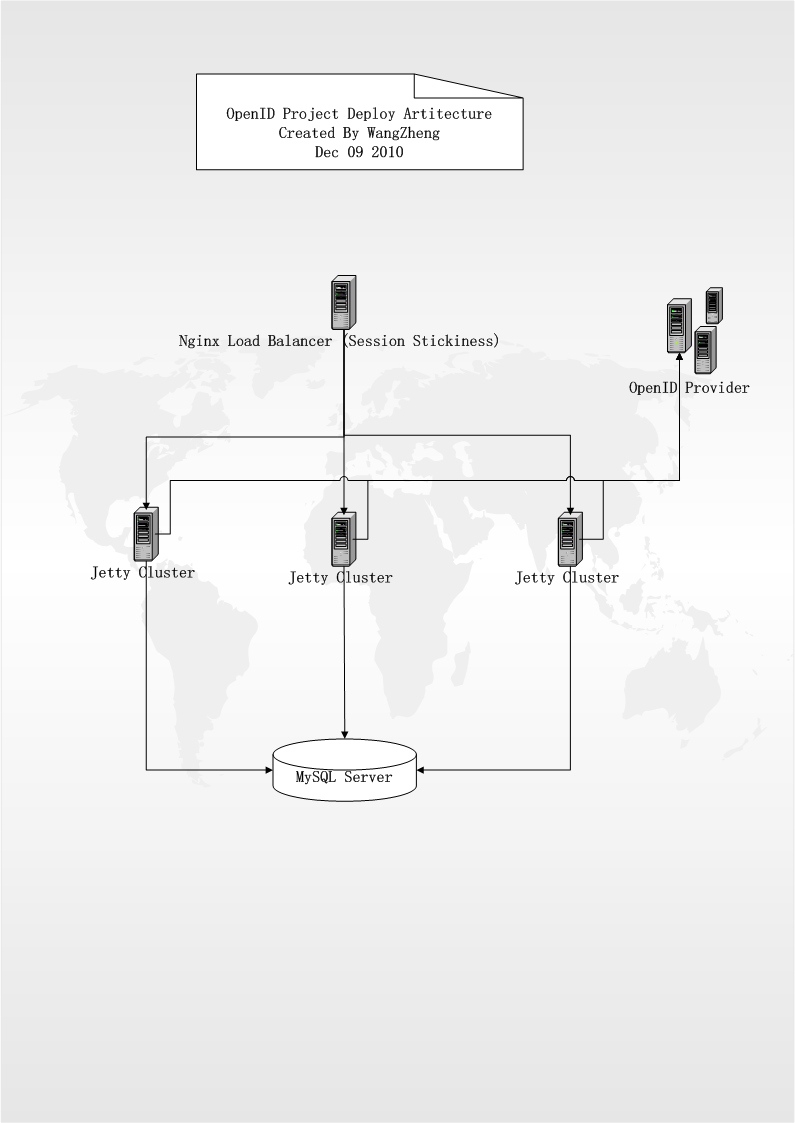 OpenID Project Deploy Artitecture
Created By WangZheng
Dec 09 2010
Nginx Load Balancer (Session Stickiness)
OpenID Provider
Jetty Cluster
Jetty Cluster
Jetty Cluster
MySQL Server